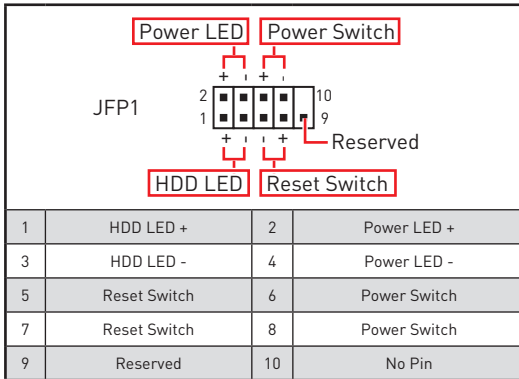 Power LED Power Switch
+ - + -
JFP1
2 10
1 9
+ - - +
Reserved
HDD LED Reset Switch
1 HDD LED + 2 Power LED +
3 HDD LED - 4 Power LED -
5 Reset Switch 6 Power Switch
7 Reset Switch 8 Power Switch
9 Reserved 10 No Pin